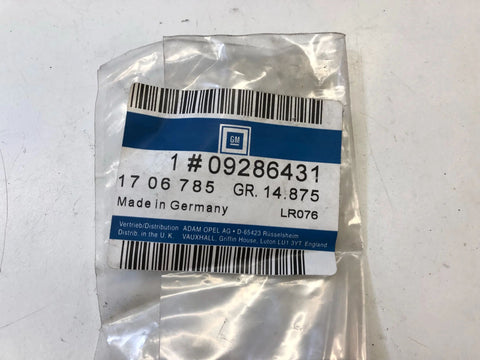 GM
1 # 09286431
17 06 785 GR. 14.875
Made in Germany LR076
Vertrieb/Distribution ADAM OPEL AG • D-65423 Rüsselsheim
Distrib. in the U.K. VAUXHALL, Griffin House, Luton LU1 3YT, England